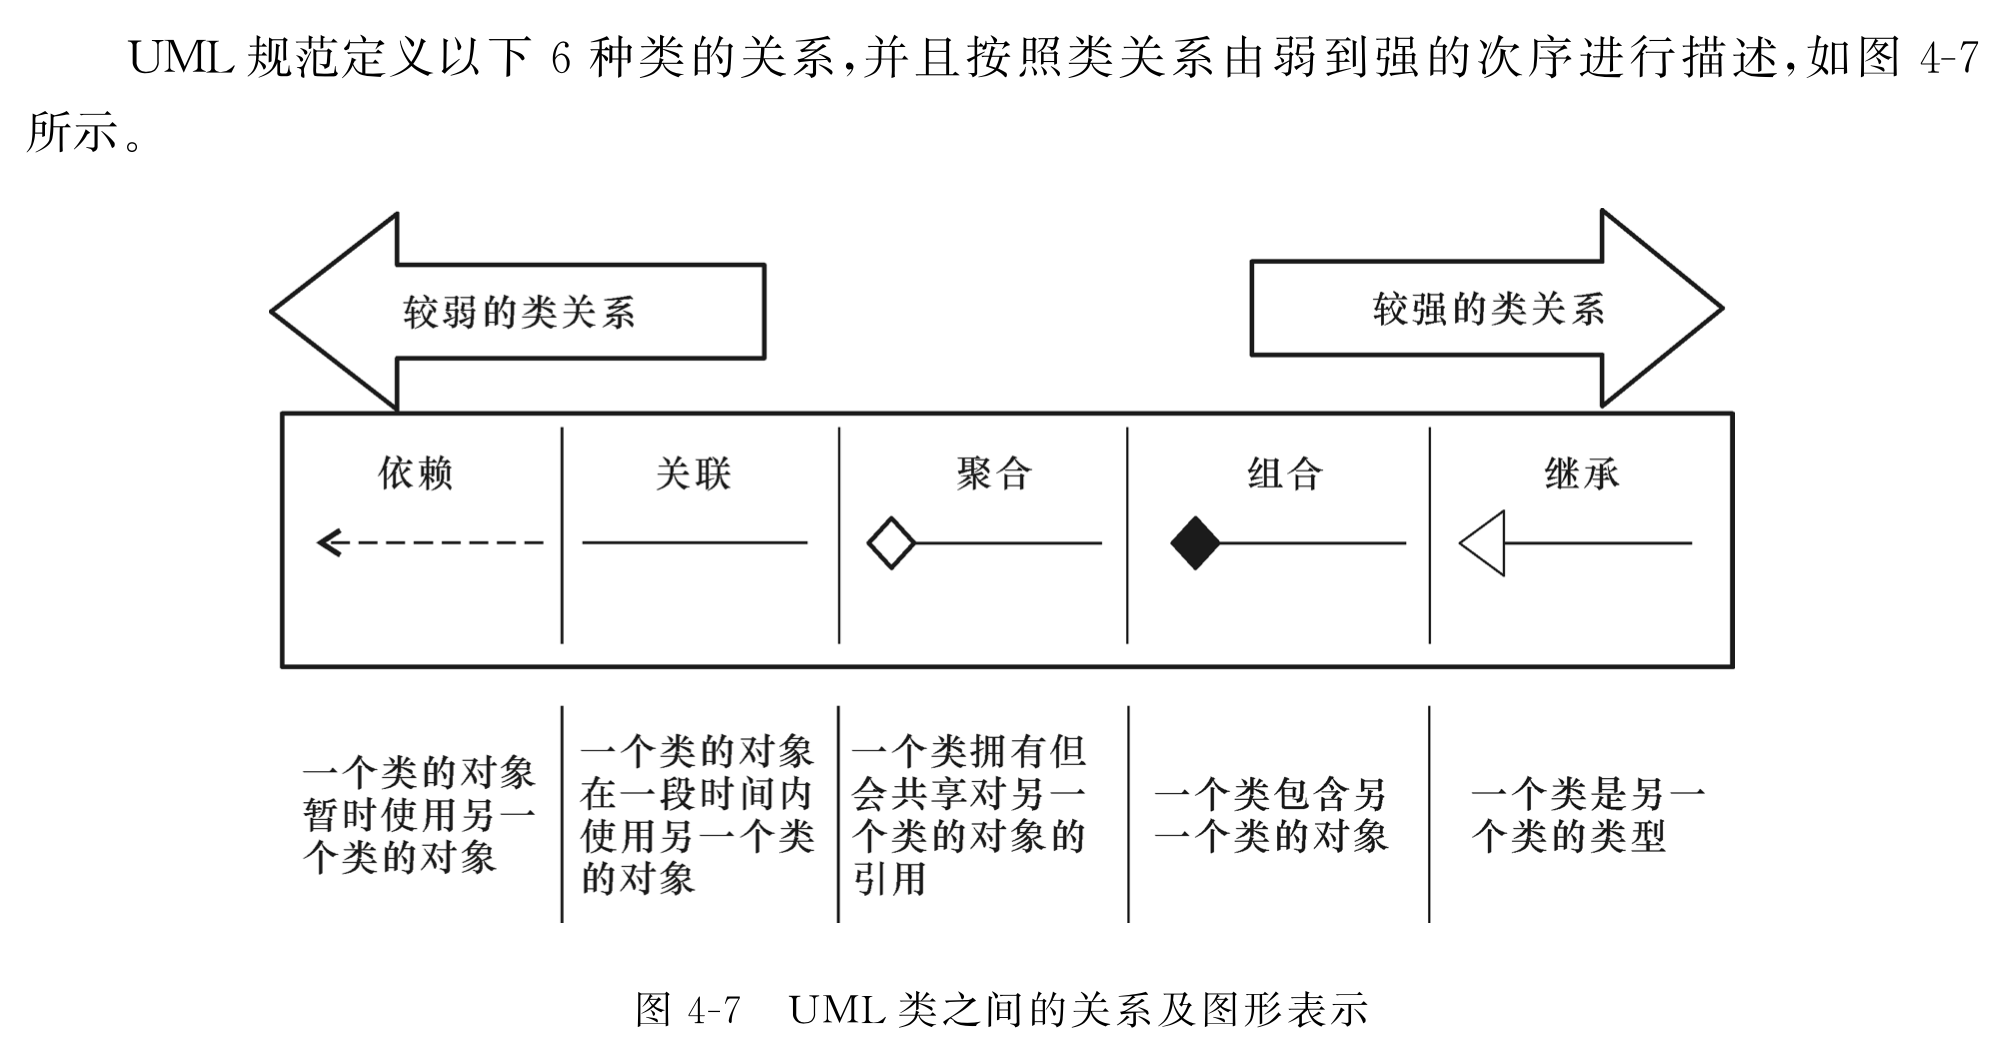 UML 规范定义以下 6 种类的关系,并且按照类关系由弱到强的次序进行描述,如图 4-7
所示。
较弱的类关系
较强的类关系
依赖
关联
聚合
组合
继承
一个类的对象
暂时使用另一
个类的对象
一个类的对象
在一段时间内
使用另一个类
的对象
一个类拥有但
会共享对另一
个类的对象的
引用
一个类包含另
一个类的对象
一个类是另一
个类的类型
图 4-7 UML 类之间的关系及图形表示